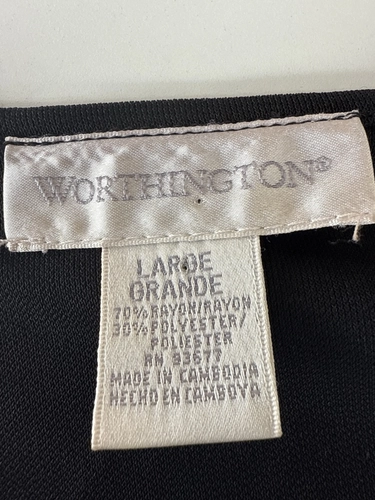 WORTHINGTON®
LARGE
GRANDE
70% RAYON/RAYON
30% POLYESTER/
POLIESTER
RN 93677
MADE IN CAMBODIA
HECHO EN CAMBOYA